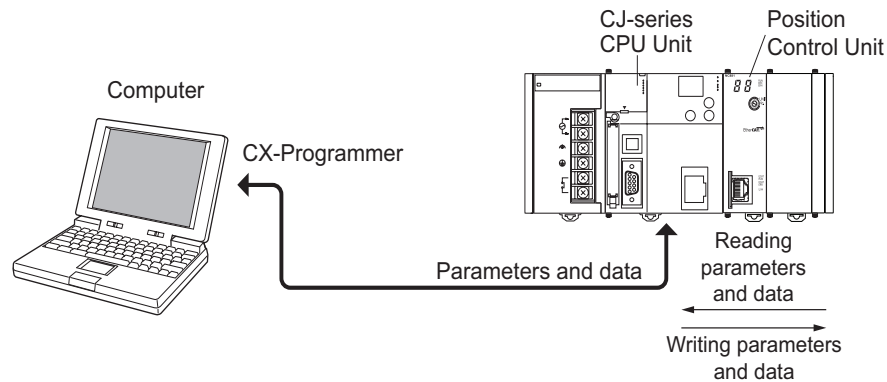 CJ-series
CPU Unit
Position
Control Unit
Computer
CX-Programmer
EtherCAT
Parameters and data
Reading
parameters
and data
Writing parameters
and data